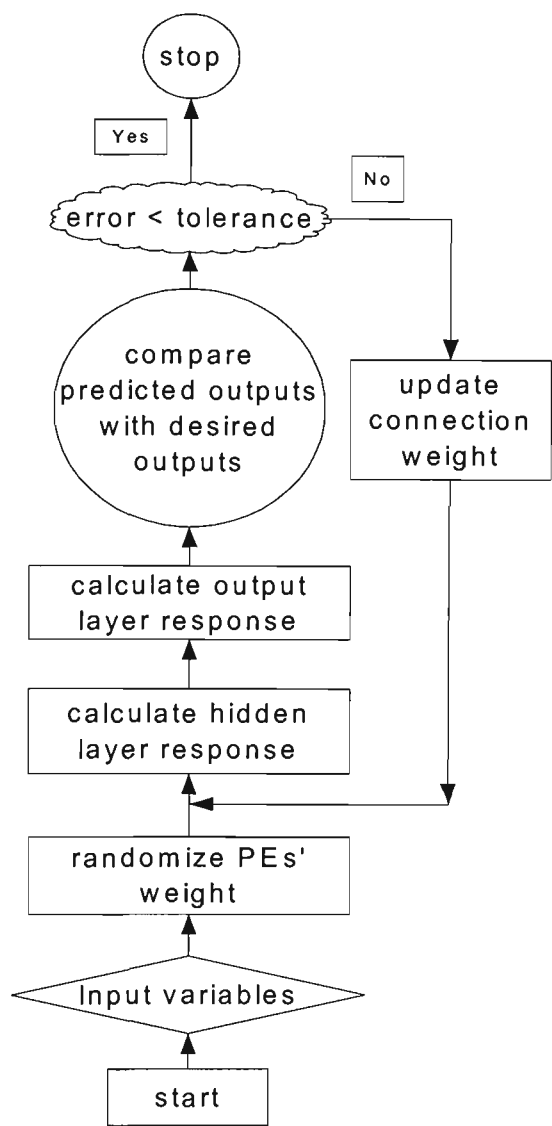 stop
Yes
No
error < tolerance
compare
predicted outputs
with desired
outputs
update
connection
weight
calculate output
layer response
calculate hidden
layer response
randomize PEs'
weight
Input variables
start